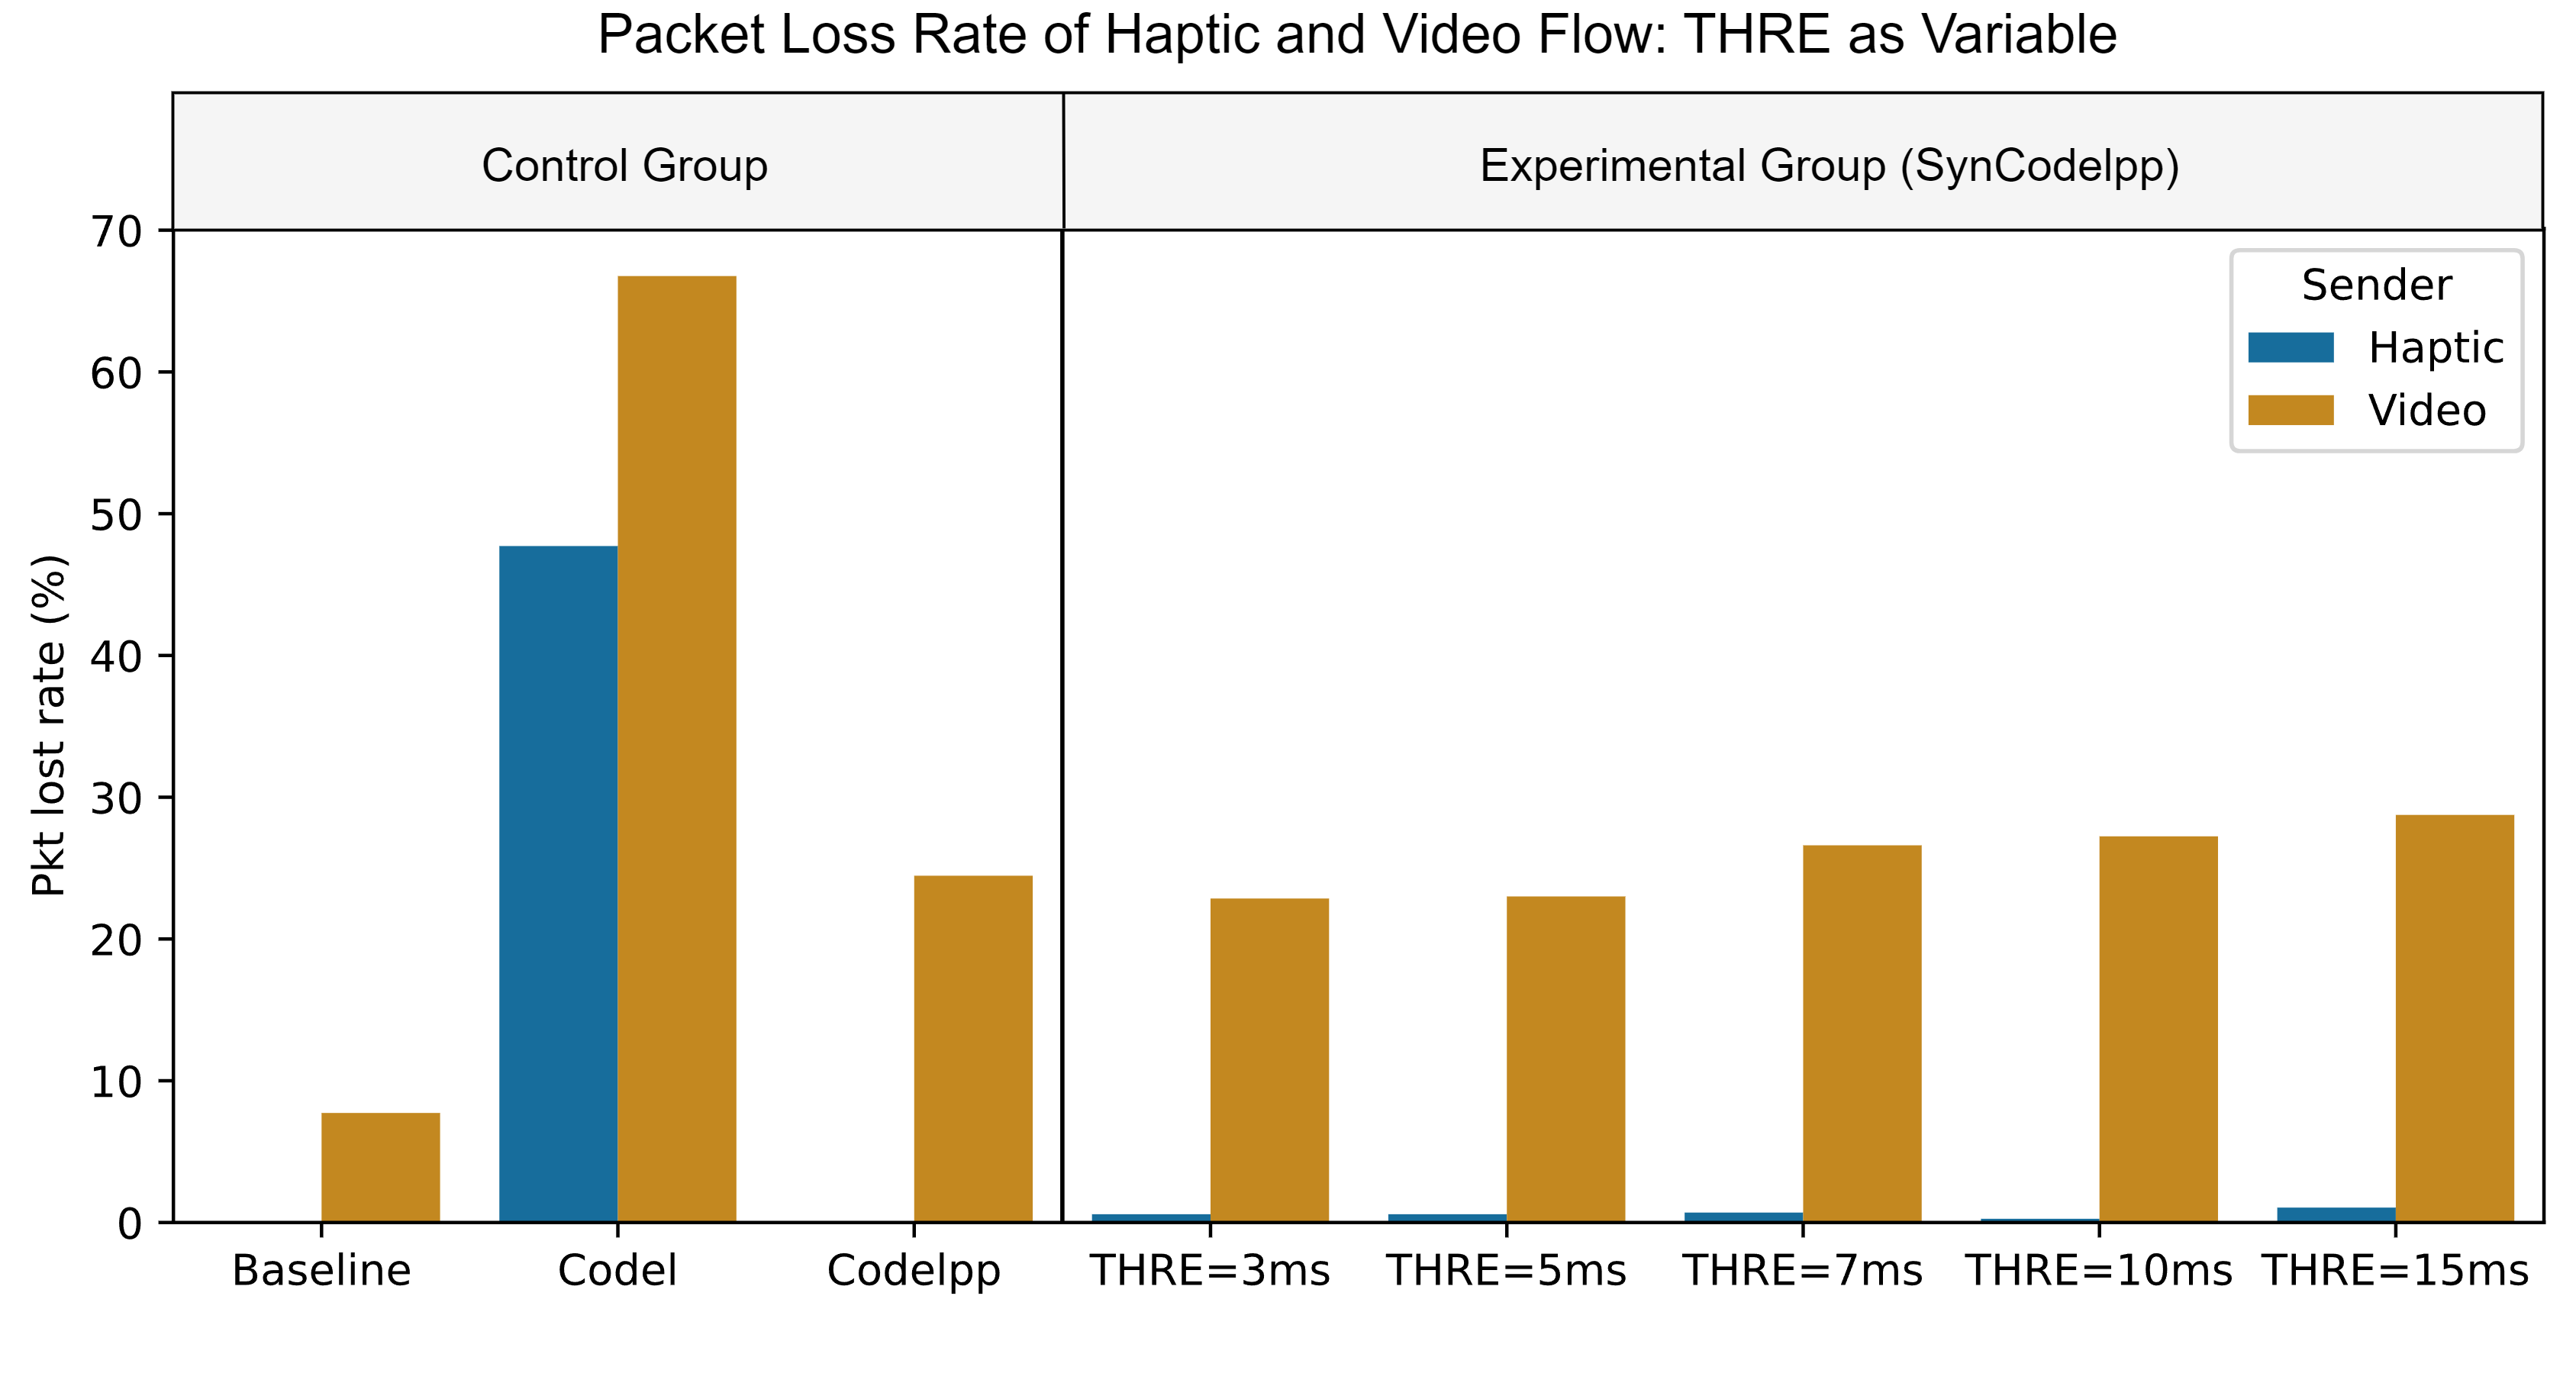 Packet Loss Rate of Haptic and Video Flow: THRE as Variable
Control Group
Experimental Group (SynCodelpp)
Pkt lost rate (%)
70
60
50
40
30
20
10
0
Sender
Haptic
Video
Baseline
Codel
Codelpp
THRE=3ms
THRE=5ms
THRE=7ms
THRE=10ms
THRE=15ms